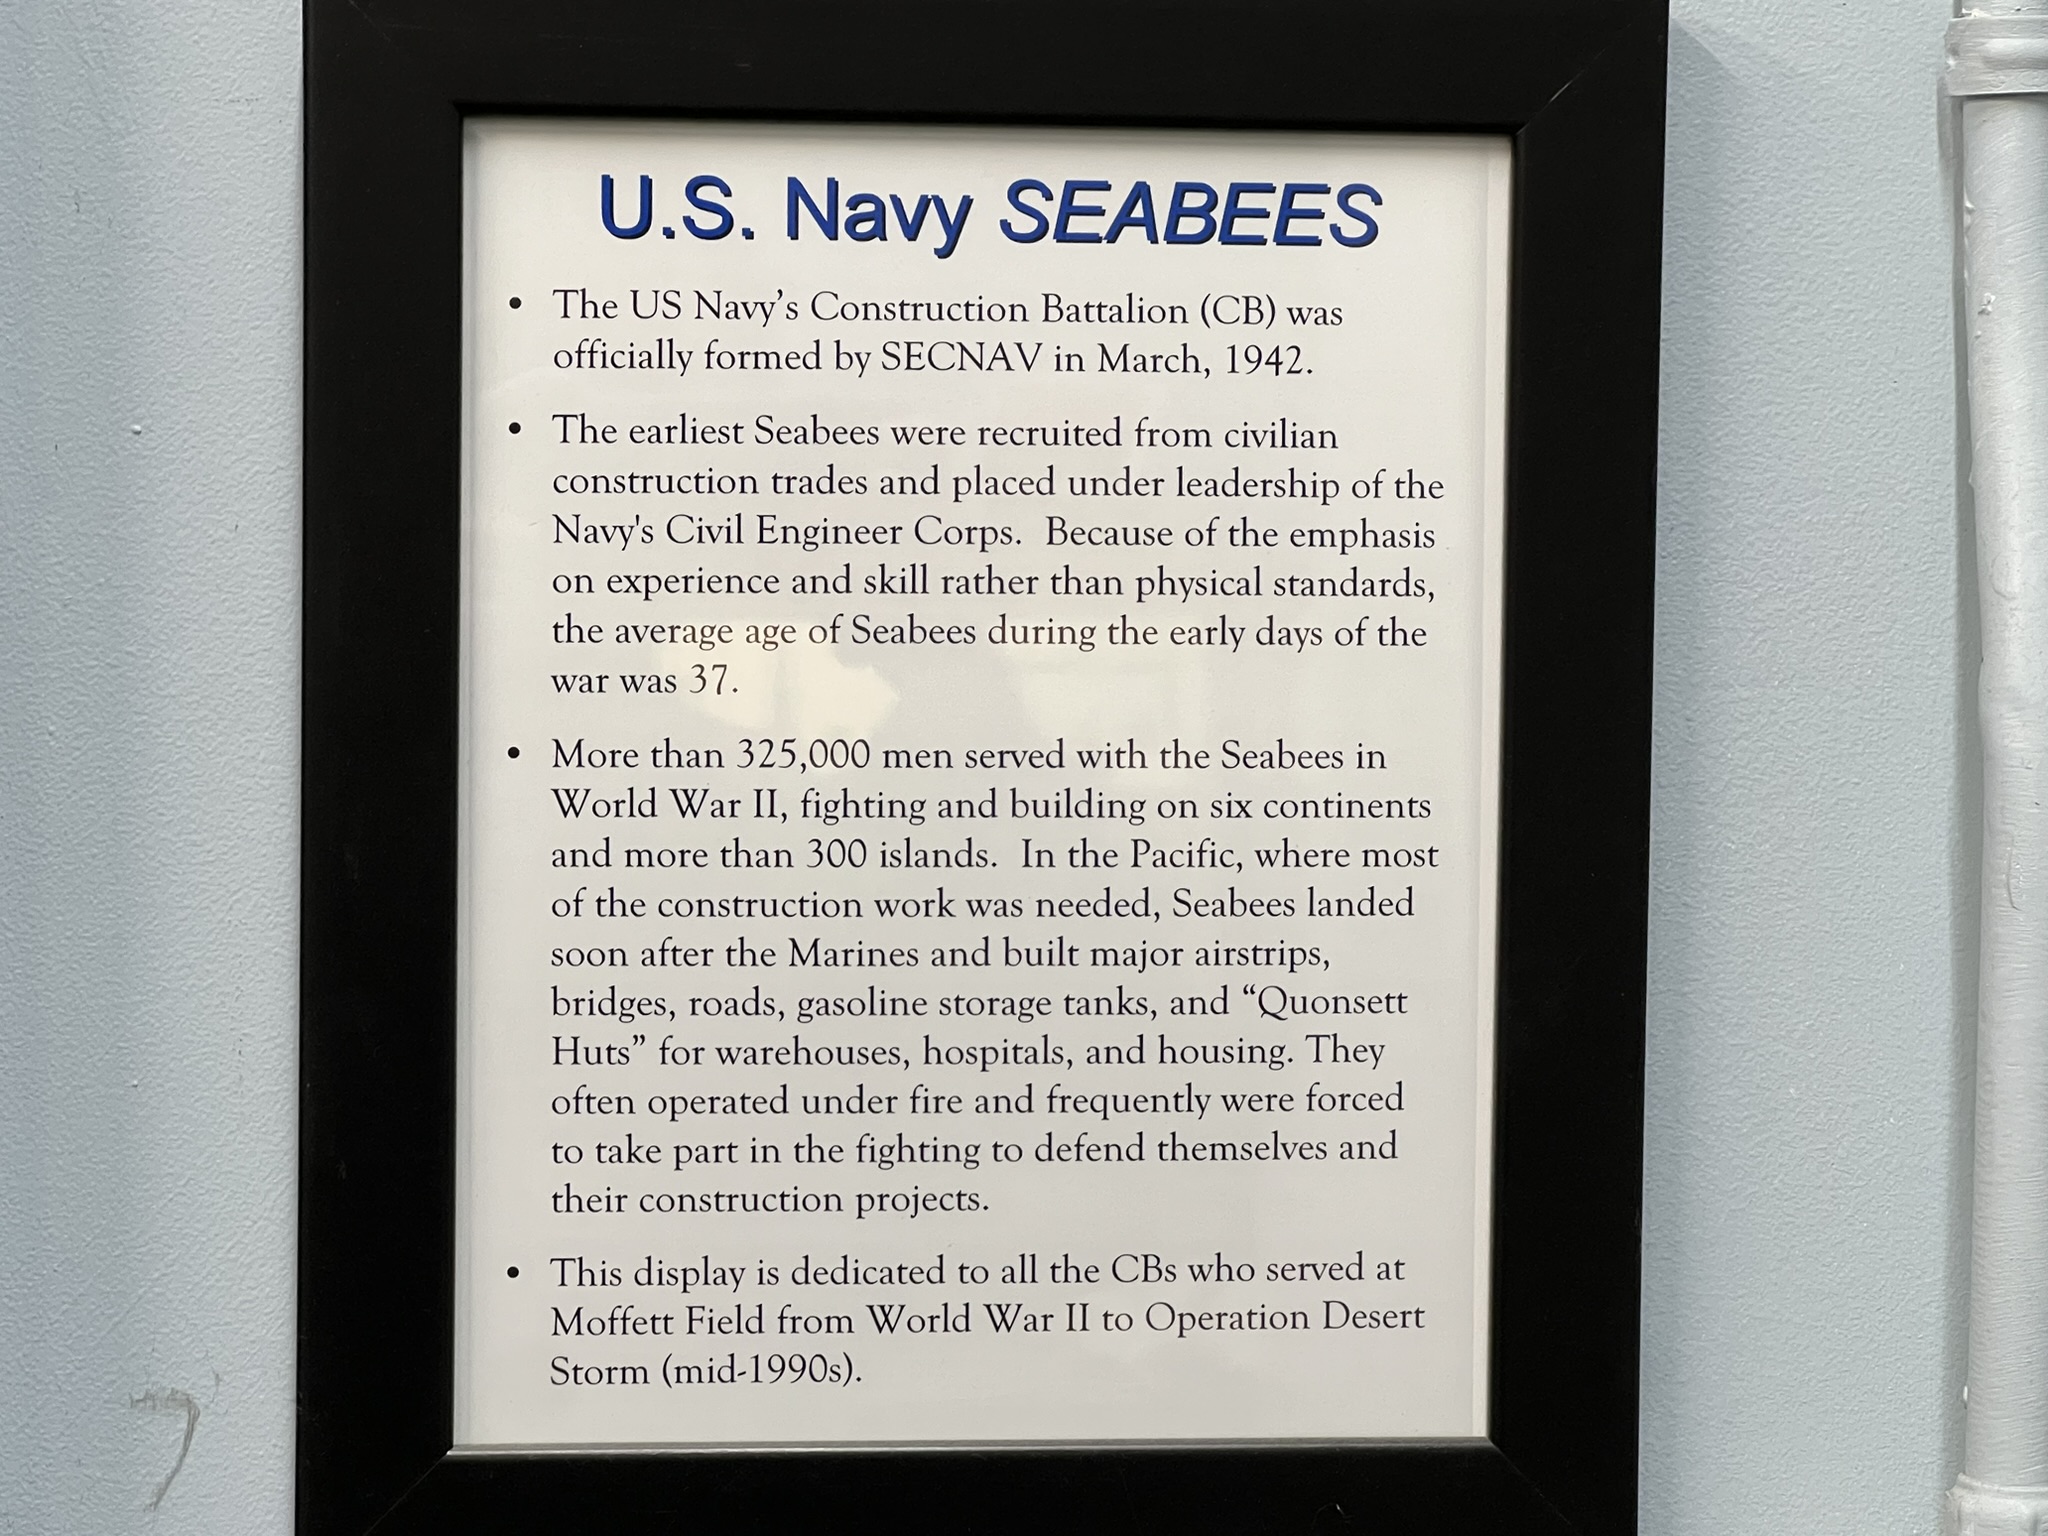 U.S. Navy SEABEES
• The US Navy’s Construction Battalion (CB) was
officially formed by SECNAV in March, 1942.
• The earliest Seabees were recruited from civilian
construction trades and placed under leadership of the
Navy's Civil Engineer Corps.  Because of the emphasis
on experience and skill rather than physical standards,
the average age of Seabees during the early days of the
war was 37.
• More than 325,000 men served with the Seabees in
World War II, fighting and building on six continents
and more than 300 islands.  In the Pacific, where most
of the construction work was needed, Seabees landed
soon after the Marines and built major airstrips,
bridges, roads, gasoline storage tanks, and “Quonsett
Huts” for warehouses, hospitals, and housing. They
often operated under fire and frequently were forced
to take part in the fighting to defend themselves and
their construction projects.
• This display is dedicated to all the CBs who served at
Moffett Field from World War II to Operation Desert
Storm (mid-1990s).